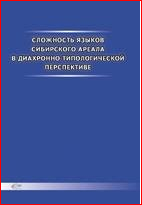 СЛОЖНОСТЬ ЯЗЫКОВ
СИБИРСКОГО АРЕАЛА
В ДИАХРОННО-ТИПОЛОГИЧЕСКОЙ
ПЕРСПЕКТИВЕ